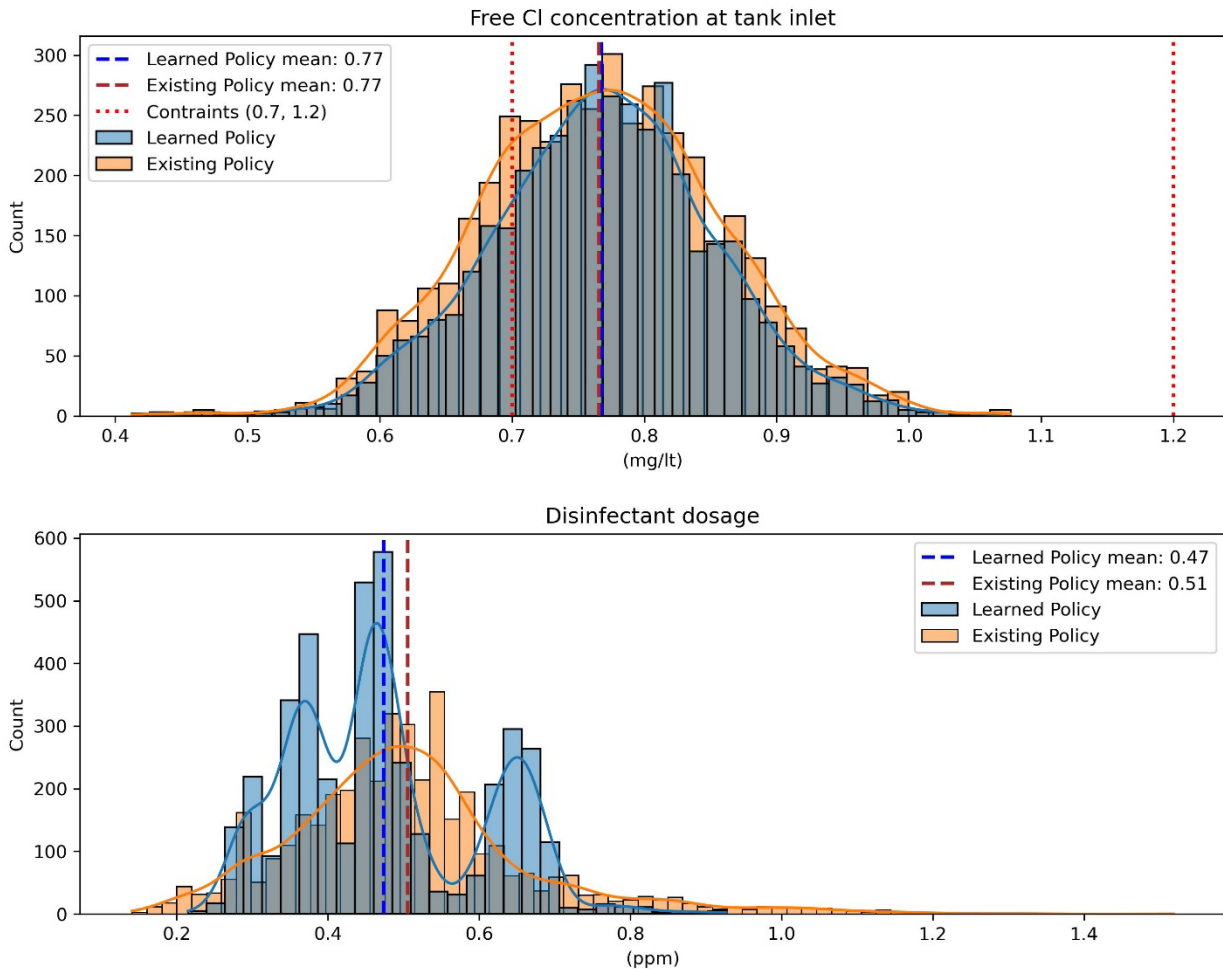 Free Cl concentration at tank inlet
Count
300
250
200
150
100
50
0
Learned Policy mean: 0.77
Existing Policy mean: 0.77
Contraints (0.7, 1.2)
Learned Policy
Existing Policy
0.4 0.5 0.6 0.7 0.8 0.9 1.0 1.1 1.2
(mg/lt)
Disinfectant dosage
Count
600
500
400
300
200
100
0
Learned Policy mean: 0.47
Existing Policy mean: 0.51
Learned Policy
Existing Policy
0.2 0.4 0.6 0.8 1.0 1.2 1.4
(ppm)